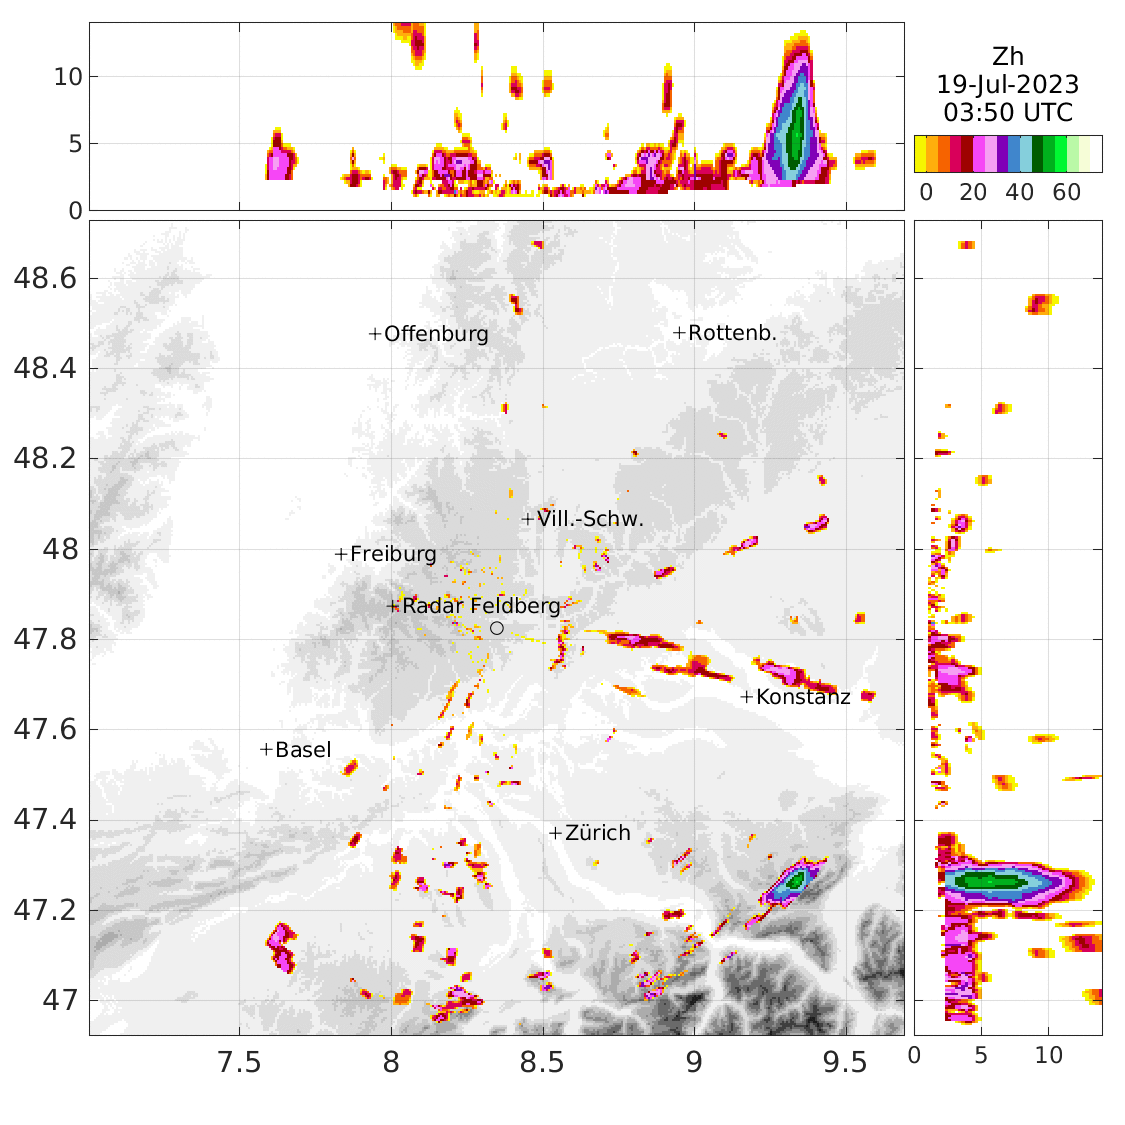 10
5
0
Zh
19-Jul-2023
03:50 UTC
0 20 40 60
48.6
48.4
48.2
48
47.8
47.6
47.4
47.2
47
+Offenburg
+Rottenb.
+Vill.-Schw.
+Freiburg
+Radar Feldberg
+Konstanz
+Basel
+Zürich
7.5 8 8.5 9 9.5
0 5 10